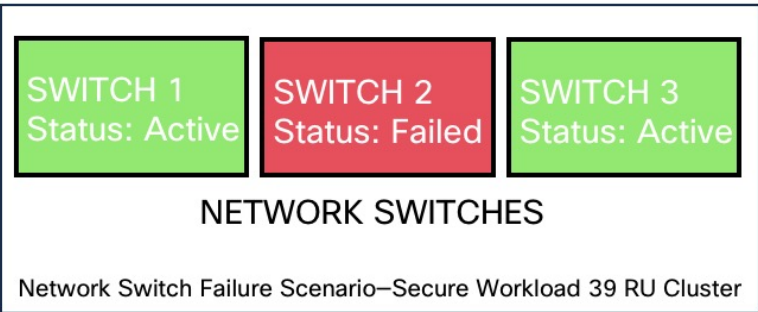 SWITCH 1
Status: Active
SWITCH 2
Status: Failed
SWITCH 3
Status: Active
NETWORK SWITCHES
Network Switch Failure Scenario–Secure Workload 39 RU Cluster